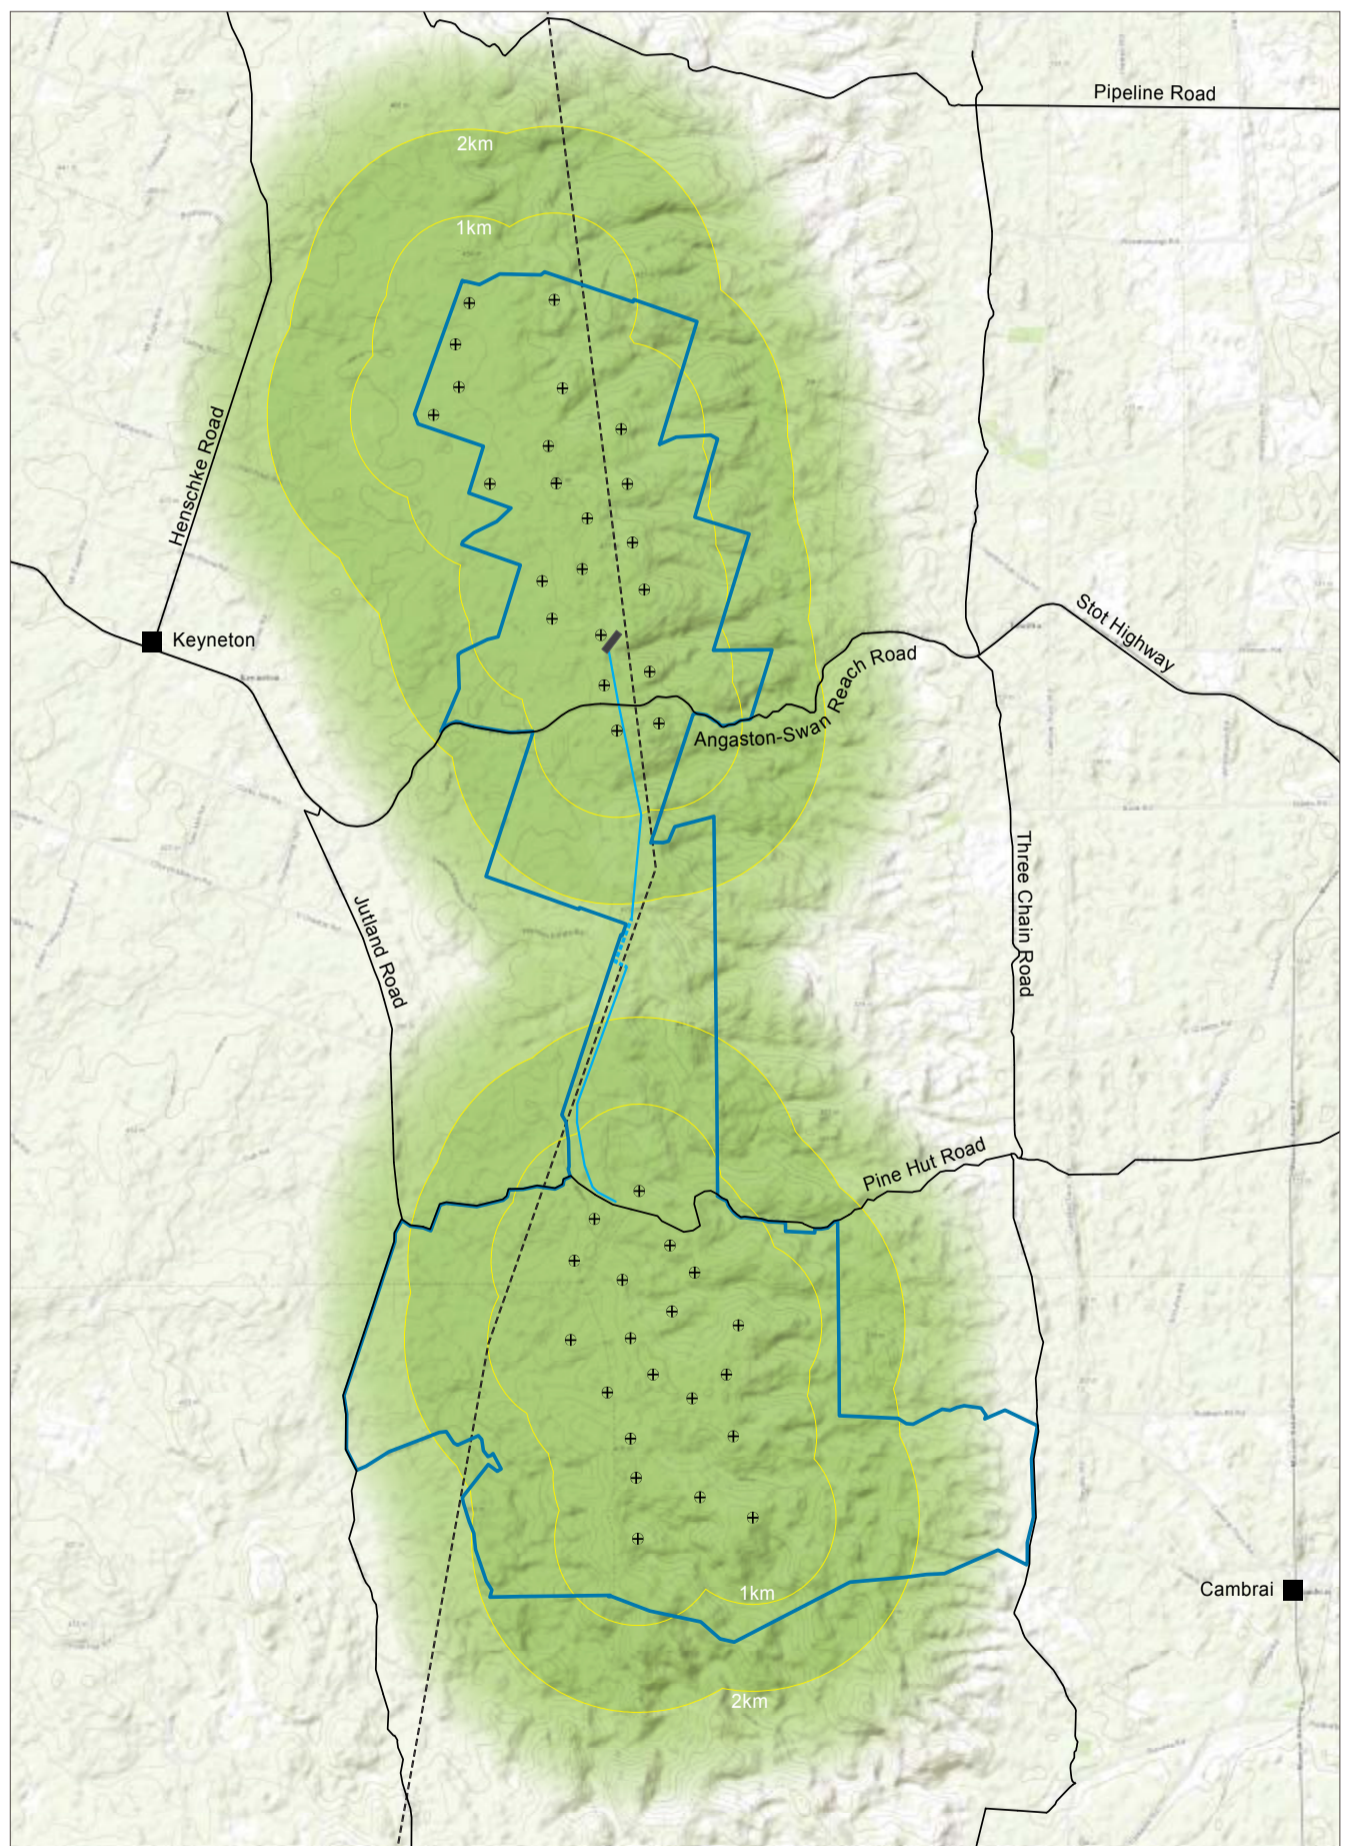 Pipeline Road
2km
1km
Henschke Road
Stot Highway
Keyneton
Angaston-Swan Reach Road
Three Chain Road
Jutland Road
Pine Hut Road
1km
Cambrai
2km